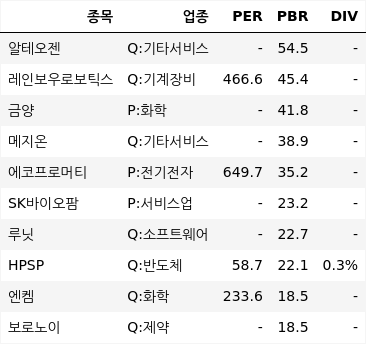 종목 업종 PER PBR DIV
알테오젠 Q:기타서비스 - 54.5 -
레인보우로보틱스 Q:기계장비 466.6 45.4 -
금양 P:화학 - 41.8 -
메지온 Q:기타서비스 - 38.9 -
에코프로머티 P:전기전자 649.7 35.2 -
SK바이오팜 P:서비스업 - 23.2 -
루닛 Q:소프트웨어 - 22.7 -
HPSP Q:반도체 58.7 22.1 0.3%
엔켐 Q:화학 233.6 18.5 -
보로노이 Q:제약 - 18.5 -